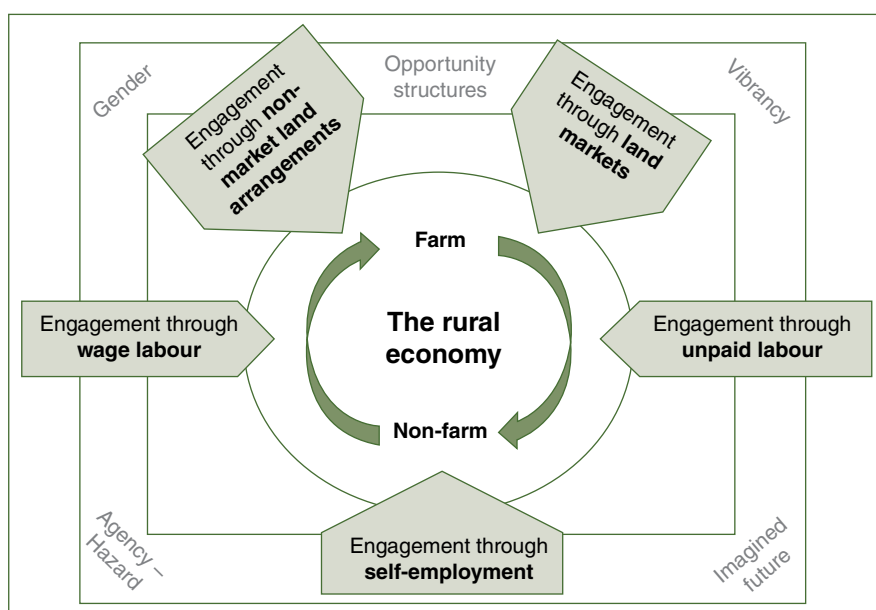 Gender
Engagement
through non-
market land
arrangements
Opportunity
structures
Engagement
through land
markets
Vibrancy
Farm
Engagement through
wage labour
The rural
economy
Engagement through
unpaid labour
Non-farm
Agency –
Hazard
Engagement through
self-employment
Imagined
future